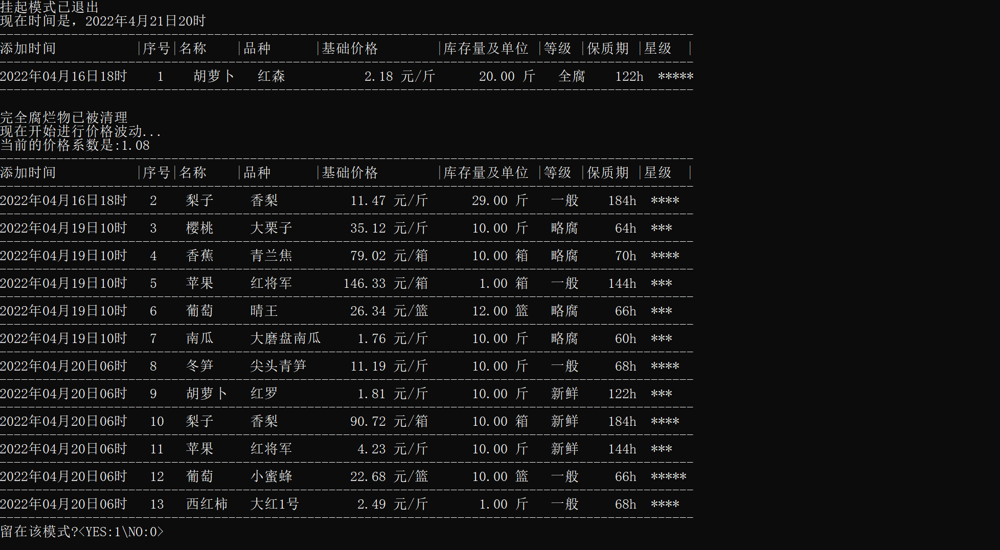 挂起模式已退出
现在时间是，2022年4月21日20时
添加时间 |序号|名称 |品种 |基础价格 |库存量及单位 |等级 |保质期 |星级 |
2022年04月16日18时 1 胡萝卜 红森 2.18 元/斤 20.00 斤 全腐 122h *****
完全腐烂物已被清理
现在开始进行价格波动...
当前的价格系数是:1.08
添加时间 |序号|名称 |品种 |基础价格 |库存量及单位 |等级 |保质期 |星级 |
2022年04月16日18时 2 梨子 香梨 11.47 元/斤 29.00 斤 一般 184h ****
2022年04月19日10时 3 樱桃 大栗子 35.12 元/斤 10.00 斤 略腐 64h ***
2022年04月19日10时 4 香蕉 青兰焦 79.02 元/箱 10.00 箱 略腐 70h ****
2022年04月19日10时 5 苹果 红将军 146.33 元/箱 1.00 箱 一般 144h ***
2022年04月19日10时 6 葡萄 晴王 26.34 元/篮 12.00 篮 略腐 66h ***
2022年04月19日10时 7 南瓜 大磨盘南瓜 1.76 元/斤 10.00 斤 略腐 60h ***
2022年04月20日06时 8 冬笋 尖头青笋 11.19 元/斤 10.00 斤 一般 68h ****
2022年04月20日06时 9 胡萝卜 红罗 1.81 元/斤 10.00 斤 新鲜 122h ***
2022年04月20日06时 10 梨子 香梨 90.72 元/箱 10.00 箱 新鲜 184h ****
2022年04月20日06时 11 苹果 红将军 4.23 元/斤 10.00 斤 新鲜 144h ***
2022年04月20日06时 12 葡萄 小蜜蜂 22.68 元/篮 10.00 篮 一般 66h *****
2022年04月20日06时 13 西红柿 大红1号 2.49 元/斤 1.00 斤 一般 68h ****
留在该模式?<YES:1\NO:0>